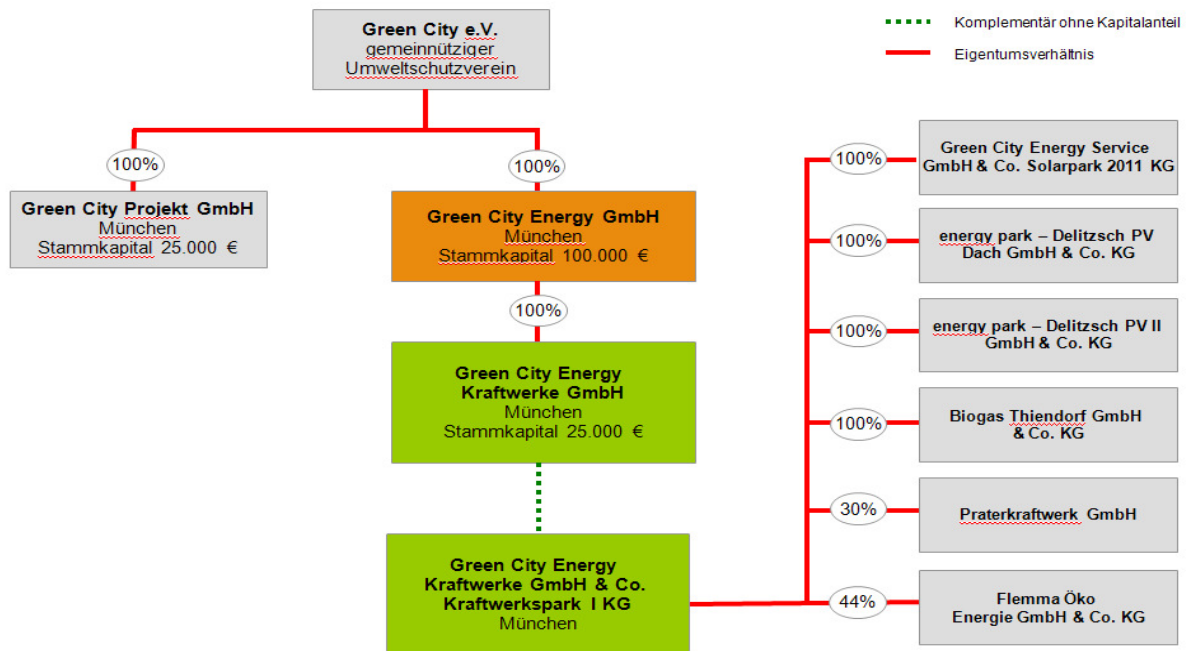 Green City e.V.
gemeinnütziger
Umweltschutzverein
Komplementär ohne Kapitalanteil
Eigentumsverhältnis
100%
Green City Projekt GmbH
München
Stammkapital 25.000 €
100%
Green City Energy GmbH
München
Stammkapital 100.000 €
100%
Green City Energy
Kraftwerke GmbH
München
Stammkapital 25.000 €
Green City Energy
Kraftwerke GmbH & Co.
Kraftwerkspark I KG
München
100%
Green City Energy Service
GmbH & Co. Solarpark 2011 KG
100%
energy park – Delitzsch PV
Dach GmbH & Co. KG
100%
energy park – Delitzsch PV II
GmbH & Co. KG
100%
Biogas Thiendorf GmbH
& Co. KG
30%
Praterkraftwerk GmbH
44%
Flemma Öko
Energie GmbH & Co. KG